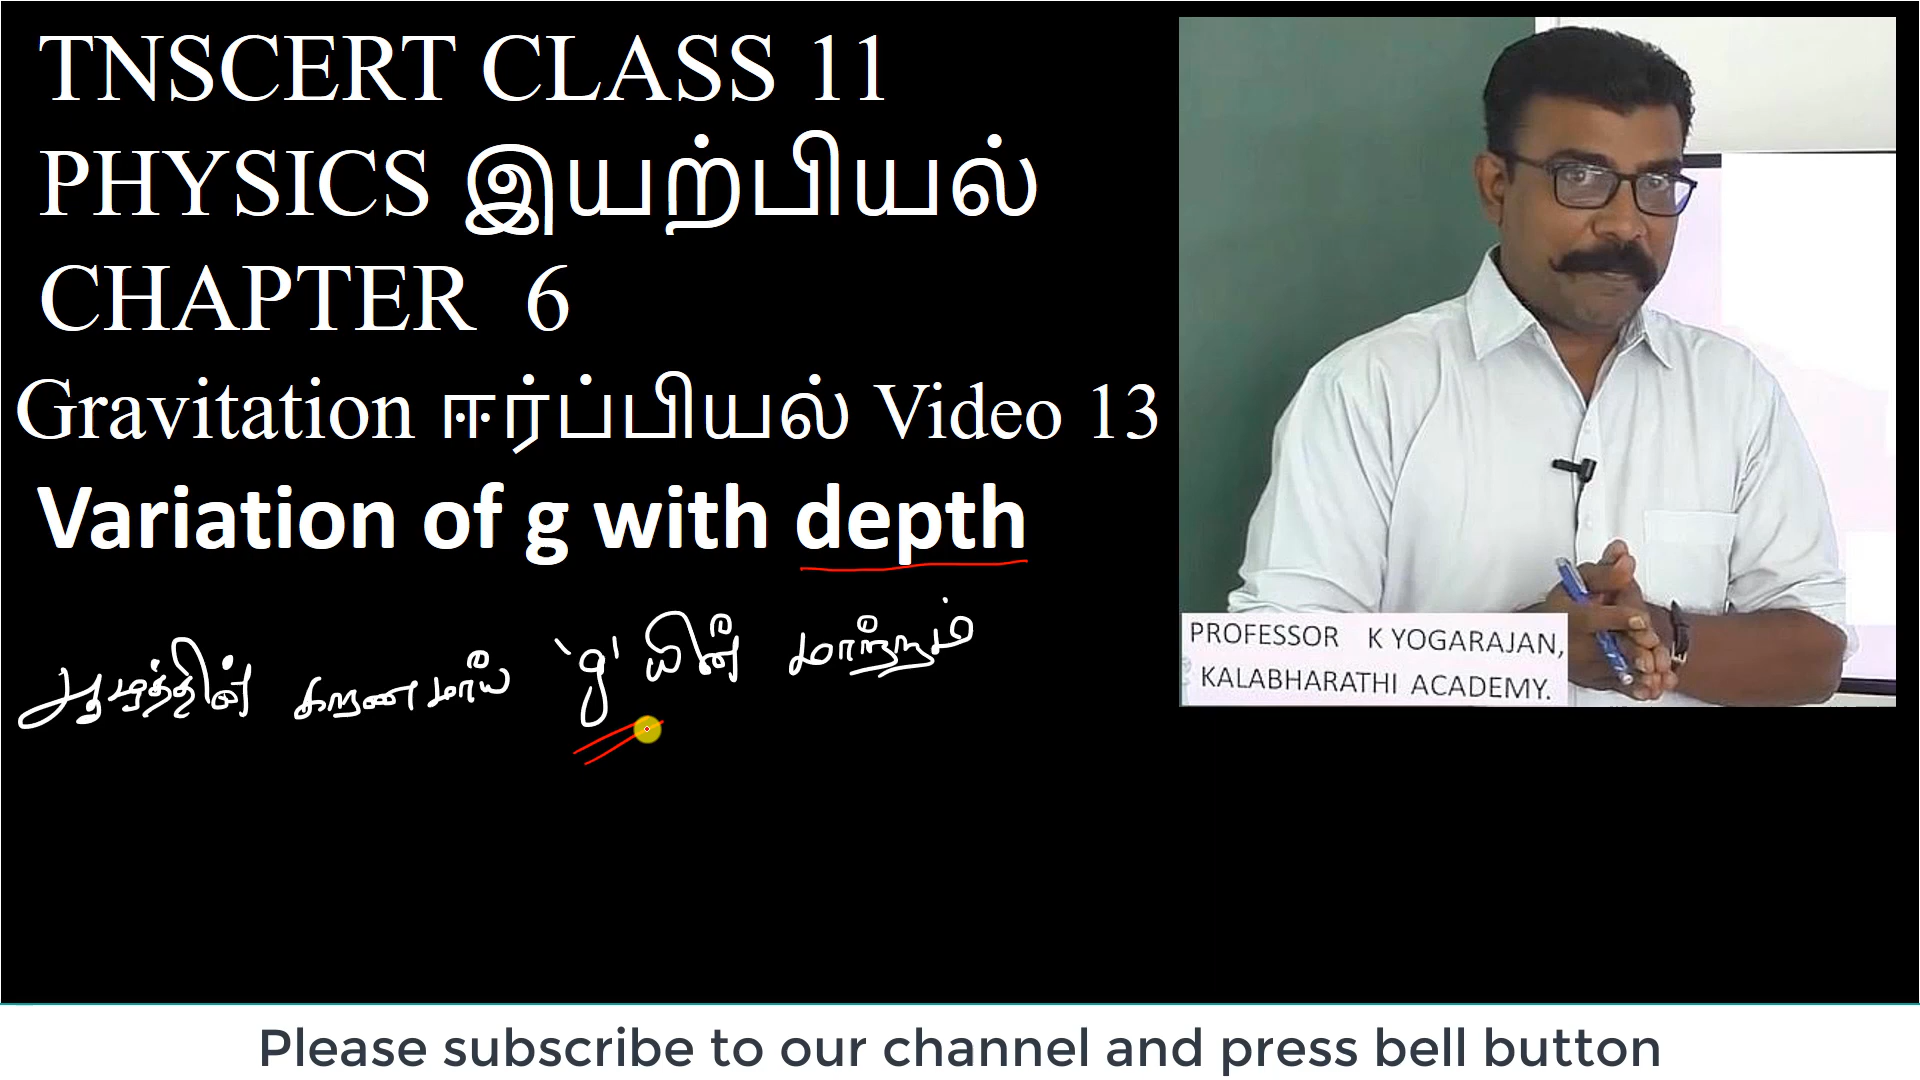 TNSCERT CLASS 11
PHYSICS இயற்பியல்
CHAPTER 6
Gravitation ஈர்ப்பியல் Video 13
Variation of g with depth
ஆழத்தின் காரணமாய் 'g' யின் மாற்றம்
PROFESSOR K YOGARAJAN,
KALABHARATHI ACADEMY.
Please subscribe to our channel and press bell button